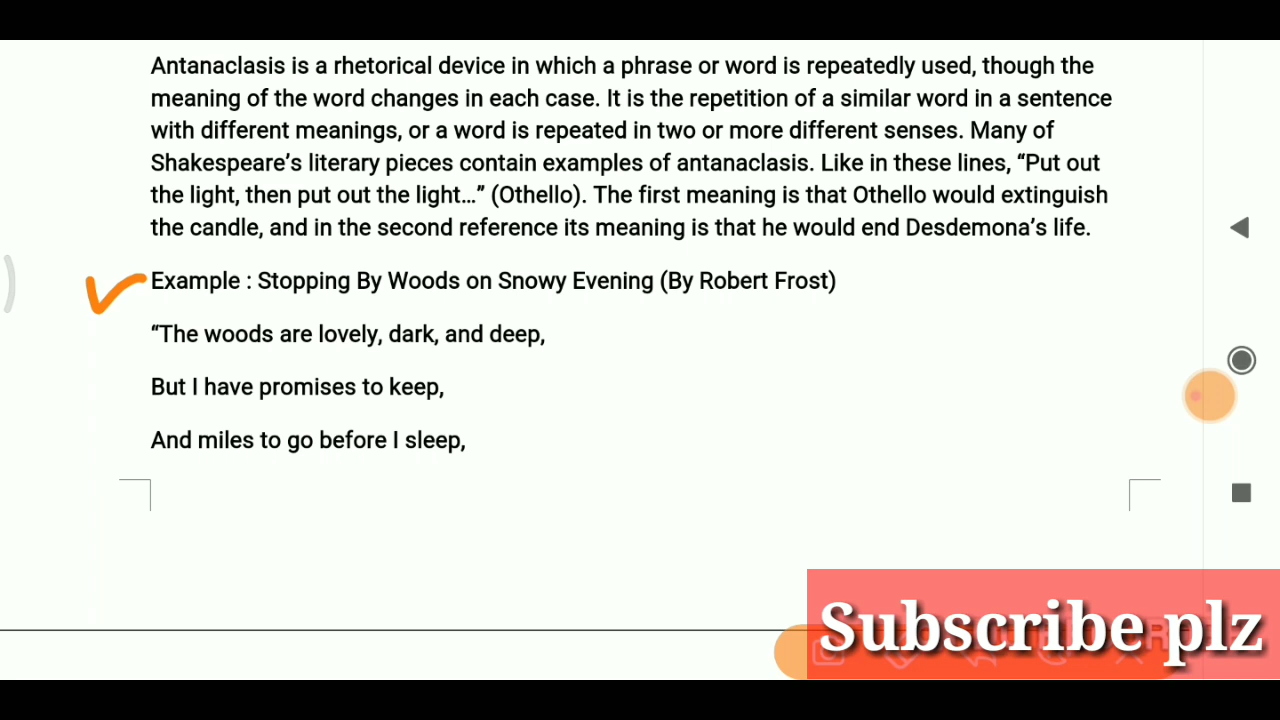 Antanaclasis is a rhetorical device in which a phrase or word is repeatedly used, though the
meaning of the word changes in each case. It is the repetition of a similar word in a sentence
with different meanings, or a word is repeated in two or more different senses. Many of
Shakespeare’s literary pieces contain examples of antanaclasis. Like in these lines, “Put out
the light, then put out the light…” (Othello). The first meaning is that Othello would extinguish
the candle, and in the second reference its meaning is that he would end Desdemona’s life.
Example : Stopping By Woods on Snowy Evening (By Robert Frost)
“The woods are lovely, dark, and deep,
But I have promises to keep,
And miles to go before I sleep,
Subscribe plz